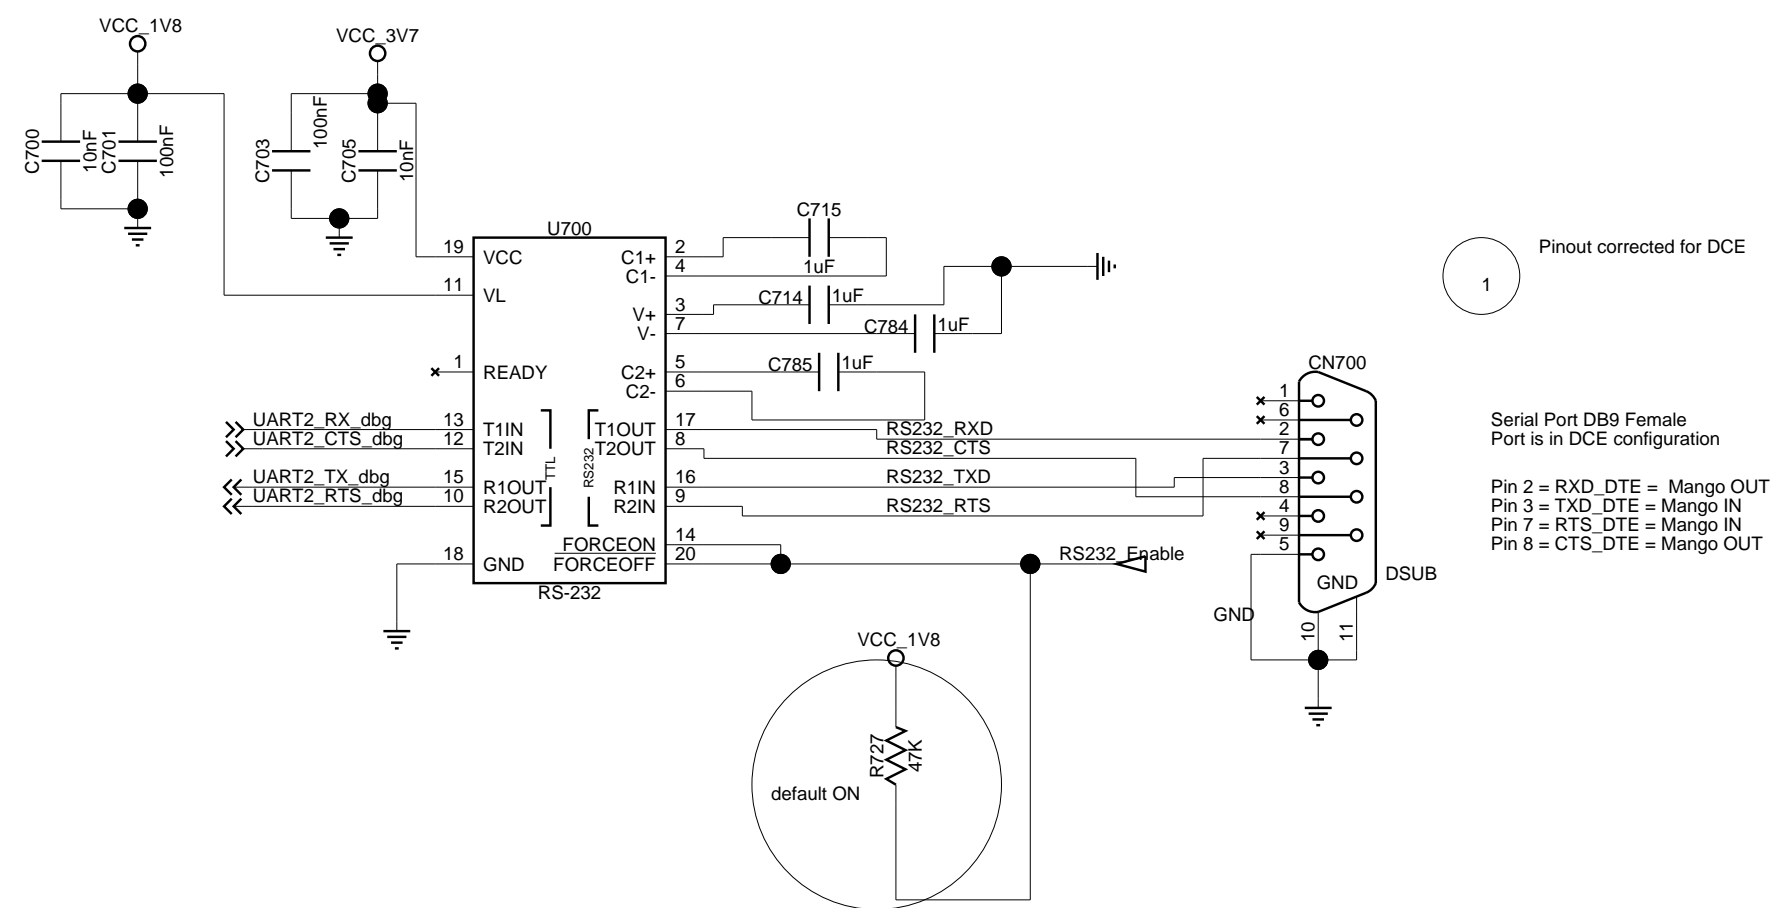 VCC_1V8
VCC_3V7
C700
10nF
C701
100nF
C703
100nF
C705
10nF
U700
19 VCC
11 VL
1 READY
UART2_RX_dbg 13 T1IN
UART2_CTS_dbg 12 T2IN
UART2_TX_dbg 15 R1OUT
UART2_RTS_dbg 10 R2OUT
18 GND
TTL
RS232
C1+ 2
C1- 4
V+ 3
V- 7
C2+ 5
C2- 6
T1OUT 17 RS232_RXD
T2OUT 8 RS232_CTS
R1IN 16 RS232_TXD
R2IN 9 RS232_RTS
FORCEON 14
FORCEOFF 20
RS-232
C715
1uF
C714 1uF
C784 1uF
C785 1uF
RS232_Enable
VCC_1V8
R727
47K
default ON
CN700
1
6
2
7
3
8
4
9
5
GND
DSUB
GND
10
11
1
Pinout corrected for DCE
Serial Port DB9 Female
Port is in DCE configuration
Pin 2 = RXD_DTE = Mango OUT
Pin 3 = TXD_DTE = Mango IN
Pin 7 = RTS_DTE = Mango IN
Pin 8 = CTS_DTE = Mango OUT